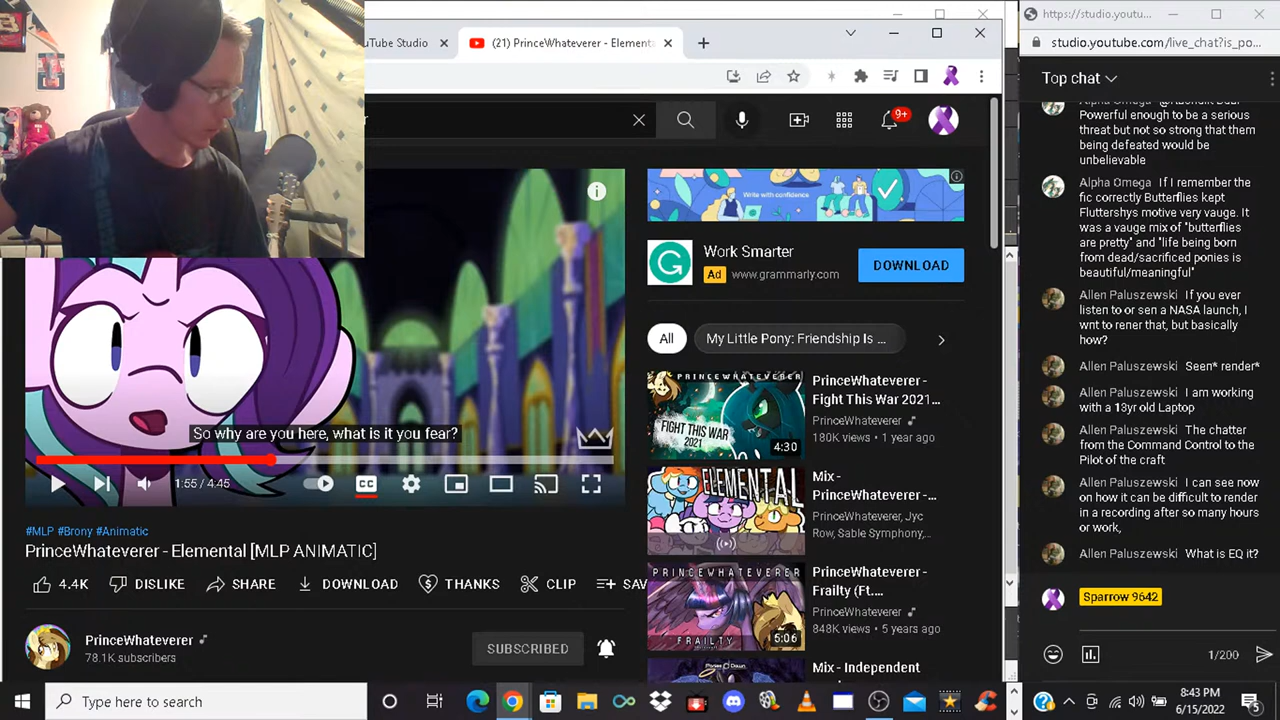 uTube Studio
(21) PrinceWhateverer - Elementa
https://studio.youtu...
studio.youtube.com/live_chat?is_po...
r
9+
Top chat
Powerful enough to be a serious
threat but not so strong that them
being defeated would be
unbelievable
Alpha Omega If I remember the
fic correctly Butterflies kept
Fluttershys motive very vauge. It
was a vauge mix of "butterflies
are pretty" and "life being born
from dead/sacrificed ponies is
beautiful/meaningful"
Allen Paluszewski If you ever
listen to or sen a NASA launch, I
wnt to rener that, but basically
how?
Allen Paluszewski Seen* render*
Allen Paluszewski I am working
with a 13yr old Laptop
Allen Paluszewski The chatter
from the Command Control to the
Pilot of the craft
Allen Paluszewski I can see now
on how it can be difficult to render
in a recording after so many hours
or work,
Allen Paluszewski What is EQ it?
Sparrow 9642
1/200
Write with confidence
Work Smarter
Ad www.grammarly.com
DOWNLOAD
All
My Little Pony: Friendship Is ...
So why are you here, what is it you fear?
1:55 / 4:45
CC
#MLP #Brony #Animatic
PrinceWhateverer - Elemental [MLP ANIMATIC]
4.4K
DISLIKE
SHARE
DOWNLOAD
THANKS
CLIP
SAV
PrinceWhateverer
78.1K subscribers
SUBSCRIBED
PRINCEWHATEVERER
FIGHT THIS WAR
2021
4:30
PrinceWhateverer -
Fight This War 2021...
PrinceWhateverer
180K views • 1 year ago
ELEMENTAL
Mix -
PrinceWhateverer -...
PrinceWhateverer, Jyc
Row, Sable Symphony,...
PRINCEWHATEVERER
FRAILTY
5:06
PrinceWhateverer -
Frailty (Ft....
PrinceWhateverer
848K views • 5 years ago
Mix - Independent
Type here to search
8:43 PM
6/15/2022
5